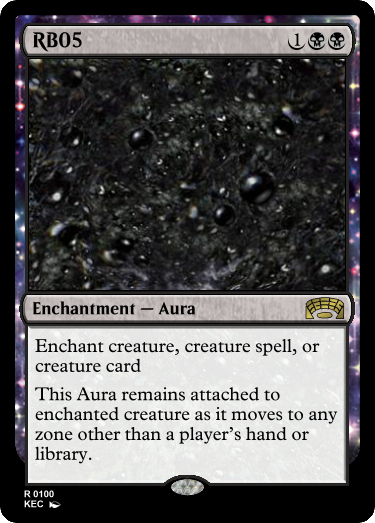 RB05 1
Enchantment — Aura
Enchant creature, creature spell, or
creature card
This Aura remains attached to
enchanted creature as it moves to any
zone other than a player's hand or
library.
R 0100
KEC